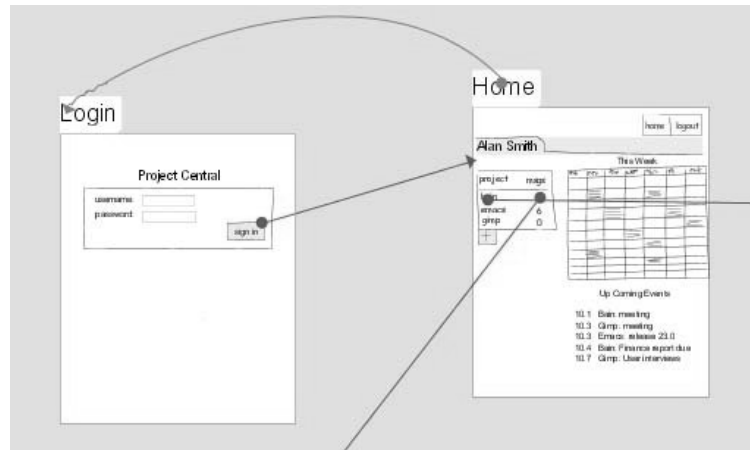 Login
Project Central
username
password
sign in
Home
home logout
Alan Smith
This Week
project msgs
emacs 6
gimp 0
+
Up Coming Events
10.1 Bain: meeting
10.3 Gimp: meeting
10.3 Emacs: release 23.0
10.4 Bain: Finance report due
10.7 Gimp: User interviews